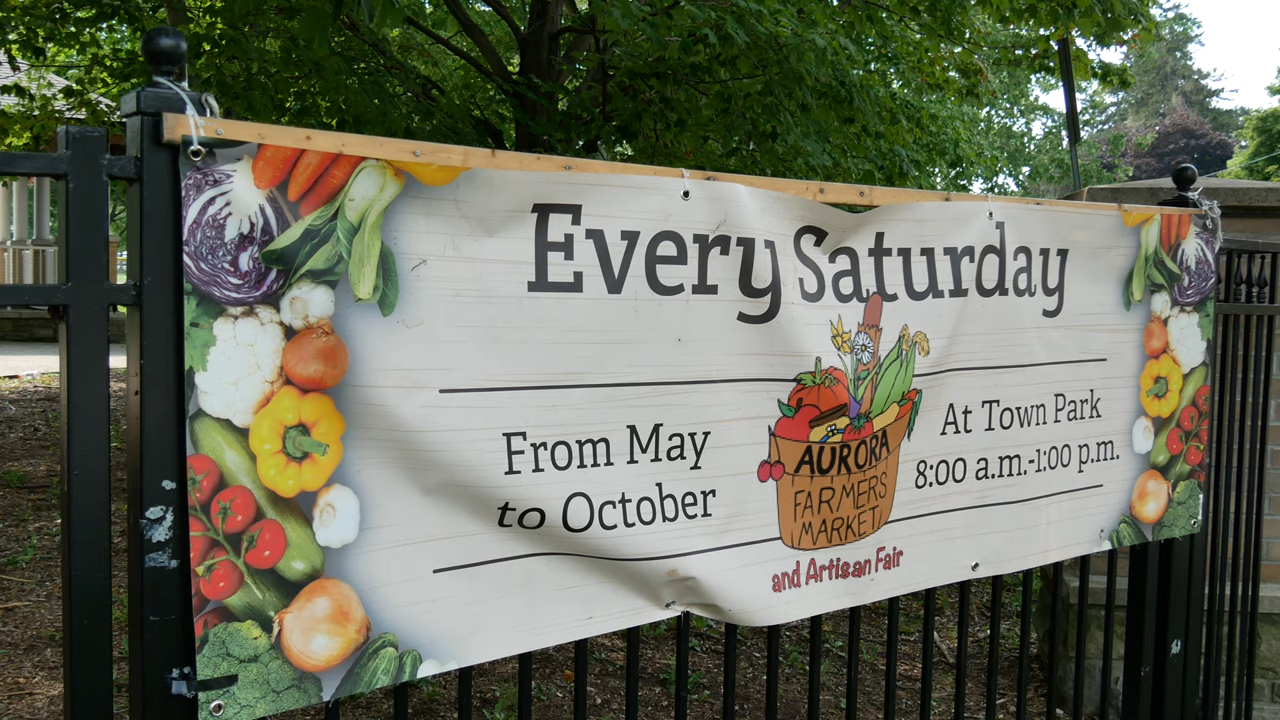 Every Saturday
From May
to October
AURORA
FARMERS
MARKET
and Artisan Fair
At Town Park
8:00 a.m.-1:00 p.m.